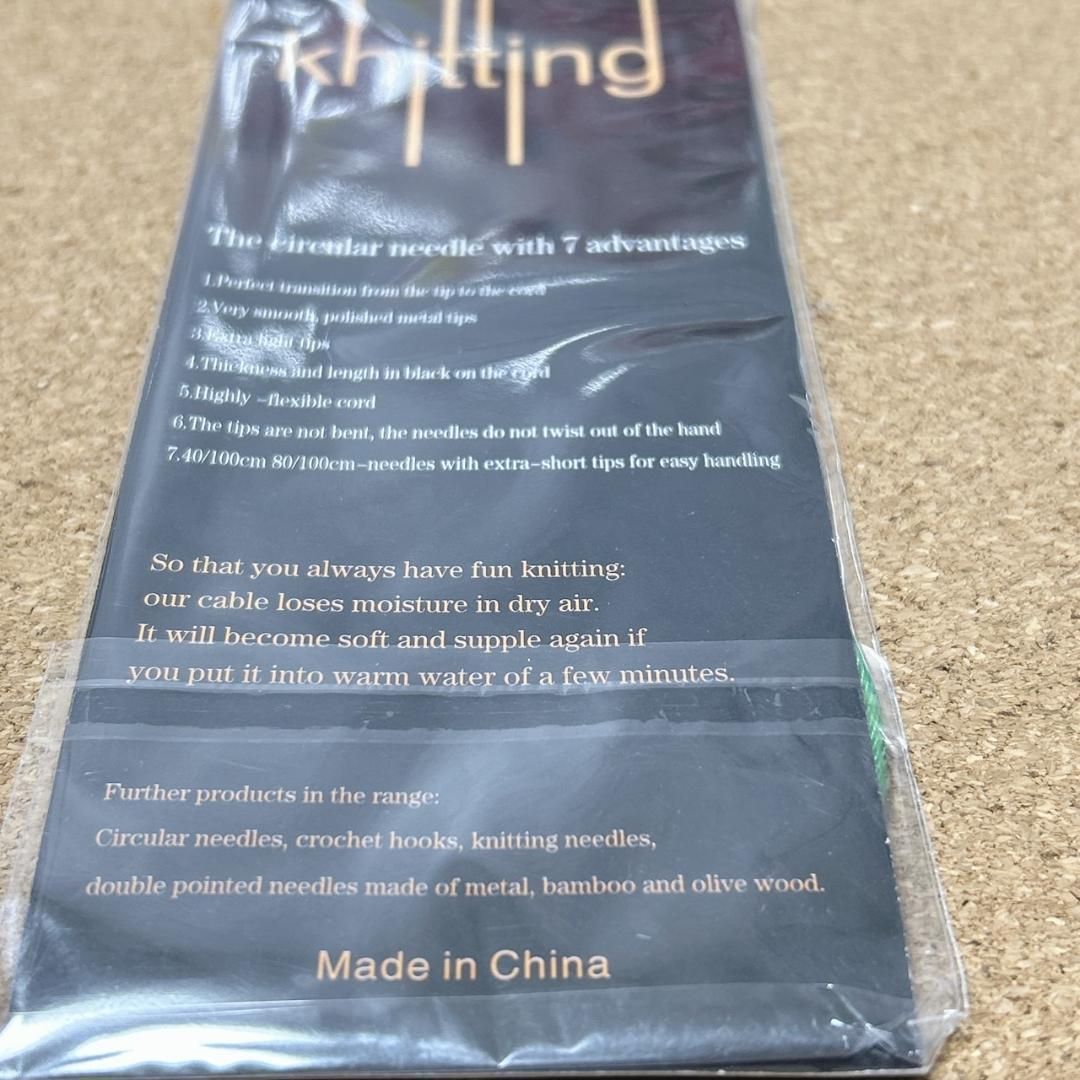 knitting
The circular needle with 7 advantages
1.Perfect transition from the tip to the cord
2.Very smooth, polished metal tips
3.Extra light tips
4.Thickness and length in black on the cord
5.Highly –flexible cord
6.The tips are not bent, the needles do not twist out of the hand
7.40/100cm 80/100cm–needles with extra–short tips for easy handling
So that you always have fun knitting:
our cable loses moisture in dry air.
It will become soft and supple again if
you put it into warm water of a few minutes.
Further products in the range:
Circular needles, crochet hooks, knitting needles,
double pointed needles made of metal, bamboo and olive wood.
Made in China